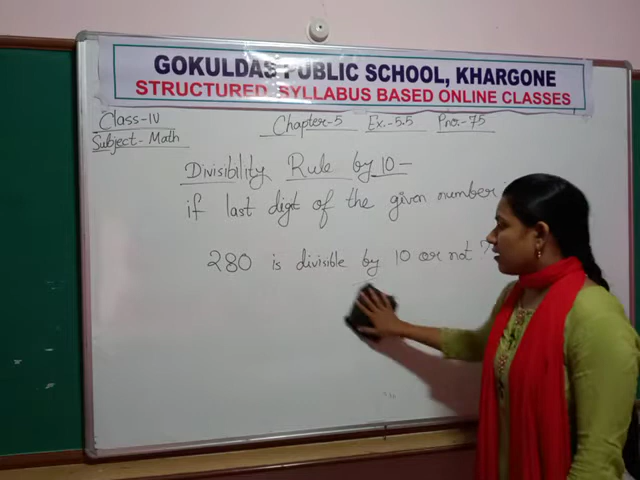 GOKULDAS PUBLIC SCHOOL, KHARGONE
STRUCTURED SYLLABUS BASED ONLINE CLASSES
Class-IV Chapter-5 Ex.-5.5 Pno.-75
Subject-Math
Divisibility Rule by 10-
if last digit of the given number
280 is divisible by 10 or not ?